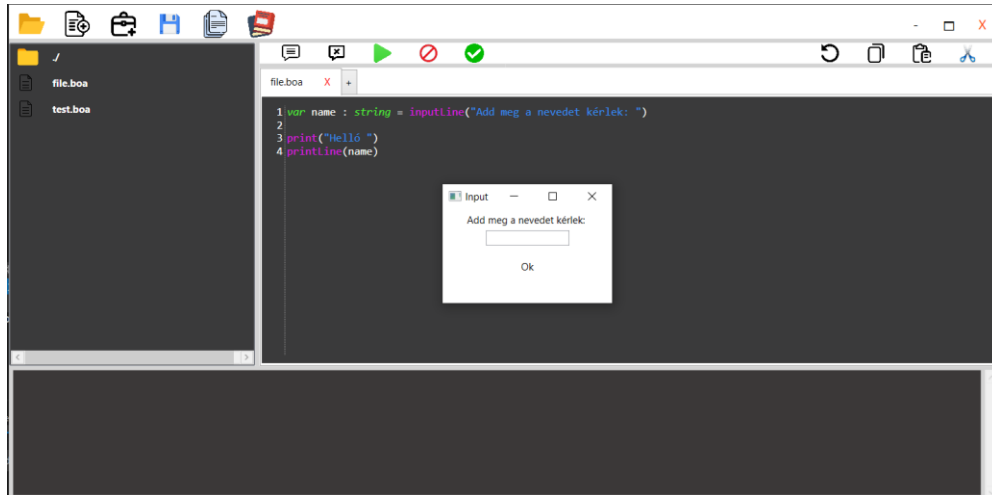 ./
file.boa
test.boa
file.boa X +
1 var name : string = inputLine("Add meg a nevedet kérlek: ")
2
3 print("Helló ")
4 printLine(name)
Input
Add meg a nevedet kérlek:
Ok